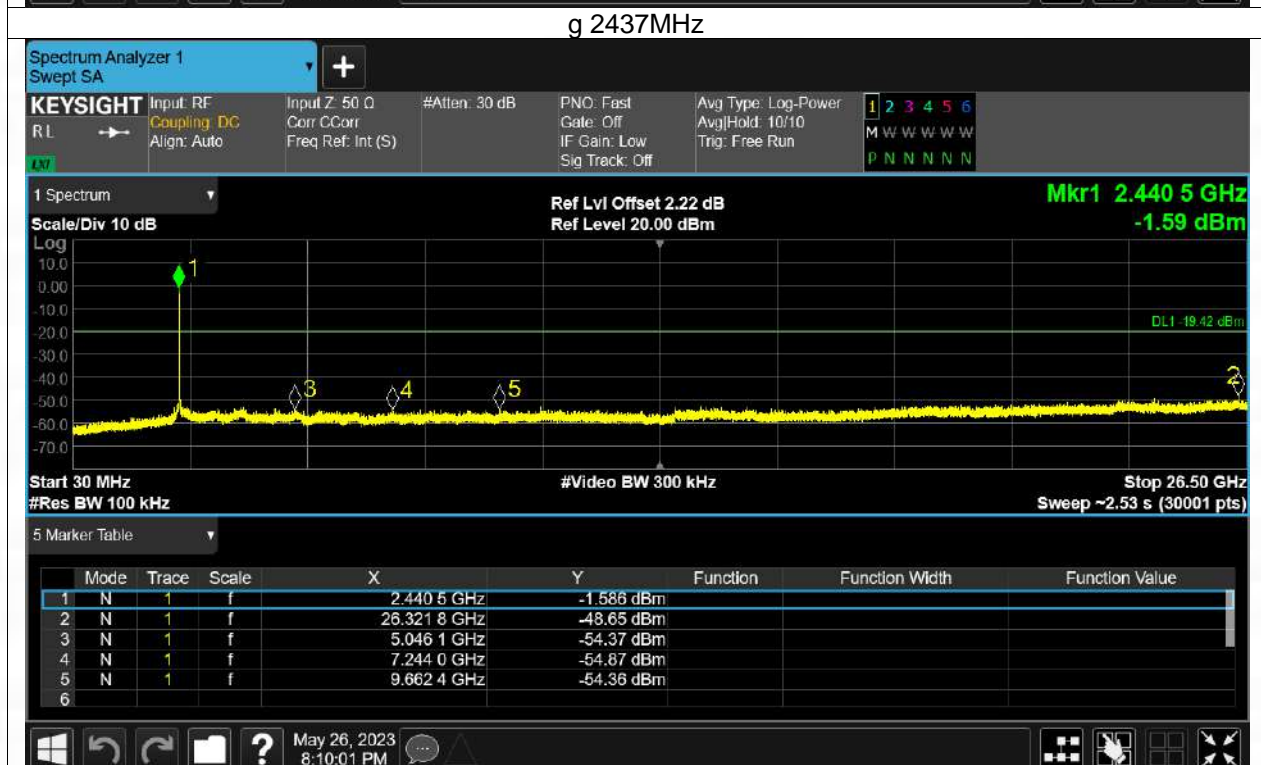 g 2437MHz
Spectrum Analyzer 1
Swept SA
+
KEYSIGHT Input: RF Input Z: 50 Ω #Atten: 30 dB PNO: Fast Avg Type: Log-Power 1 2 3 4 5 6
RL Coupling: DC Corr CCorr Gate: Off Avg|Hold: 10/10 M W W W W W
Align: Auto Freq Ref: Int (S) IF Gain: Low Trig: Free Run
LXI Sig Track: Off P N N N N N
1 Spectrum Ref Lvl Offset 2.22 dB Mkr1 2.440 5 GHz
Scale/Div 10 dB Ref Level 20.00 dBm -1.59 dBm
Log
10.0 1
0.00
-10.0
DL1 -19.42 dBm
-20.0
-30.0
-40.0 3 4 5 2
-50.0
-60.0
-70.0
Start 30 MHz #Video BW 300 kHz Stop 26.50 GHz
#Res BW 100 kHz Sweep ~2.53 s (30001 pts)
5 Marker Table
Mode Trace Scale X Y Function Function Width Function Value
1 N 1 f 2.440 5 GHz -1.586 dBm
2 N 1 f 26.321 8 GHz -48.65 dBm
3 N 1 f 5.046 1 GHz -54.37 dBm
4 N 1 f 7.244 0 GHz -54.87 dBm
5 N 1 f 9.662 4 GHz -54.36 dBm
6
? May 26, 2023
8:10:01 PM